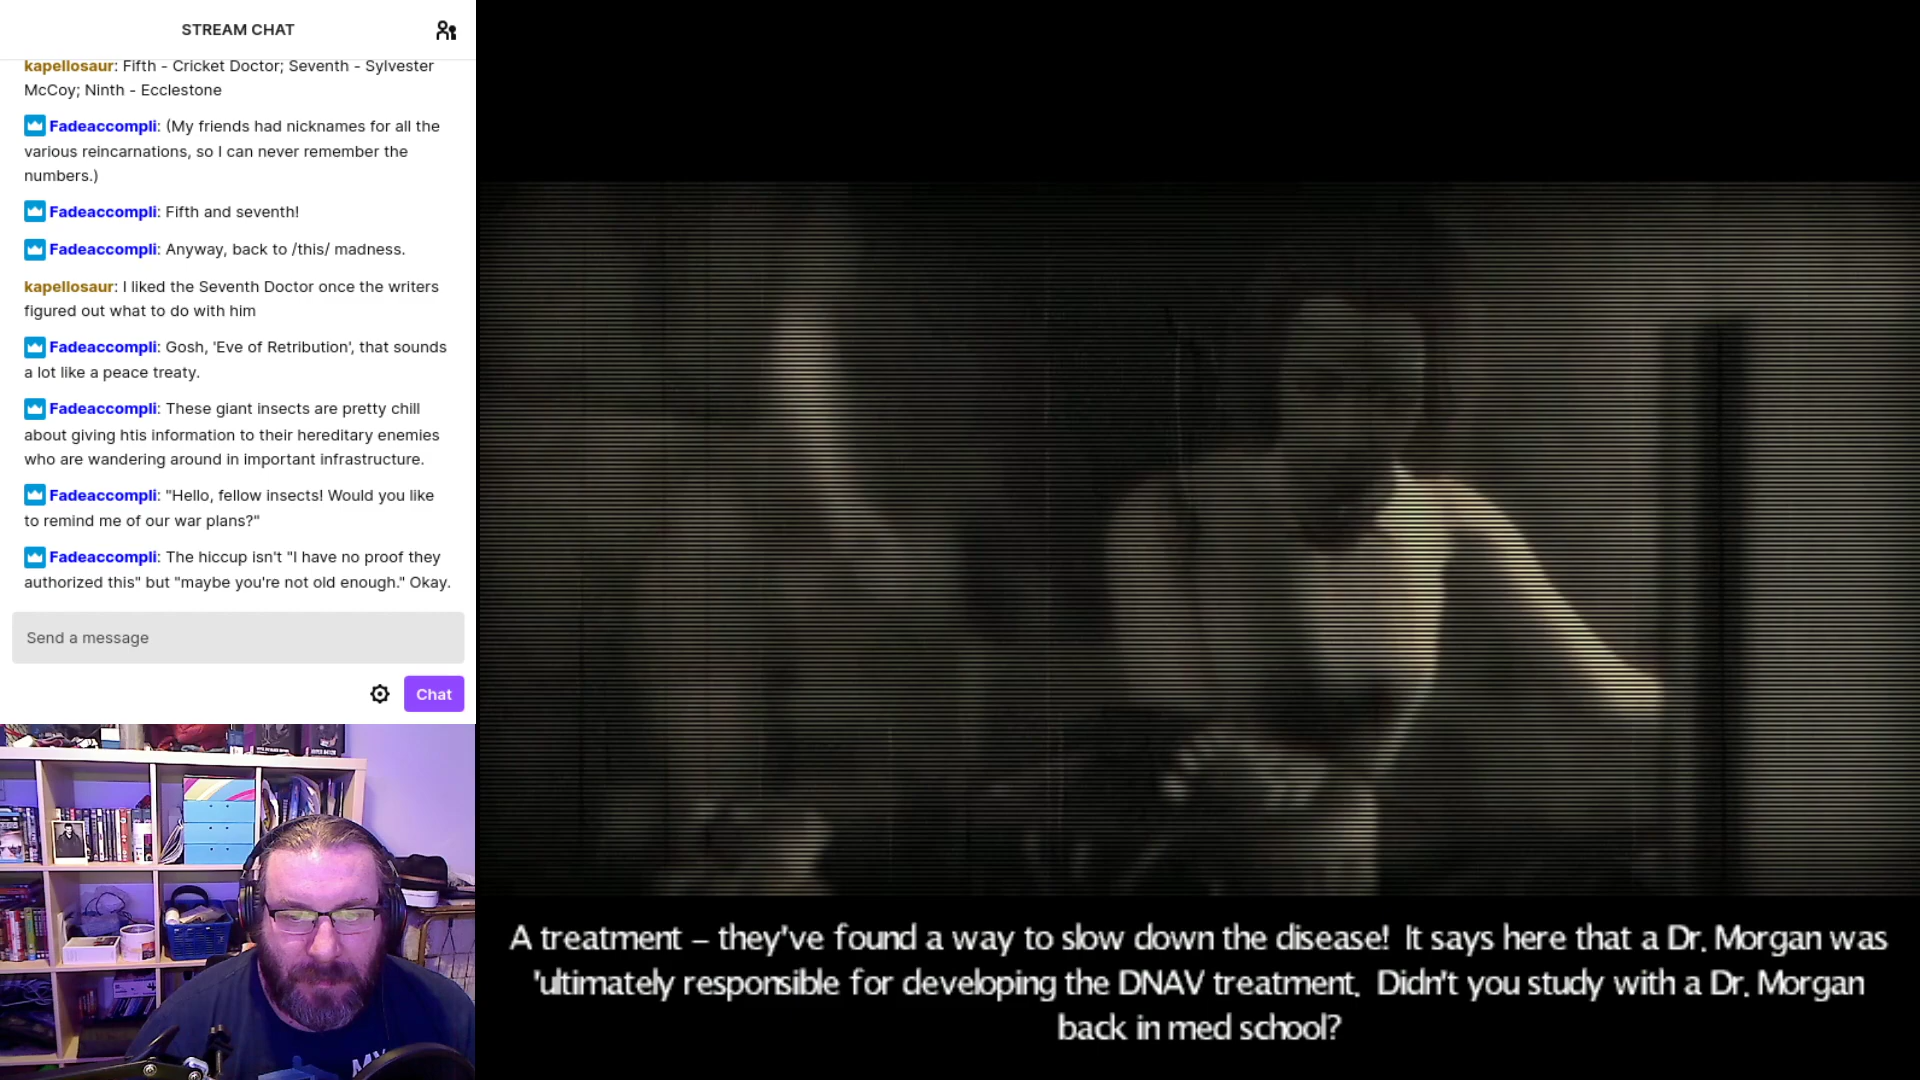 STREAM CHAT
kapellosaur: Fifth - Cricket Doctor; Seventh - Sylvester
McCoy; Ninth - Ecclestone
Fadeaccompli: (My friends had nicknames for all the
various reincarnations, so I can never remember the
numbers.)
Fadeaccompli: Fifth and seventh!
Fadeaccompli: Anyway, back to /this/ madness.
kapellosaur: I liked the Seventh Doctor once the writers
figured out what to do with him
Fadeaccompli: Gosh, 'Eve of Retribution', that sounds
a lot like a peace treaty.
Fadeaccompli: These giant insects are pretty chill
about giving htis information to their hereditary enemies
who are wandering around in important infrastructure.
Fadeaccompli: "Hello, fellow insects! Would you like
to remind me of our war plans?"
Fadeaccompli: The hiccup isn't "I have no proof they
authorized this" but "maybe you're not old enough." Okay.
Send a message
Chat
MY
A treatment – they've found a way to slow down the disease! It says here that a Dr. Morgan was
'ultimately responsible for developing the DNAV treatment. Didn't you study with a Dr. Morgan
back in med school?